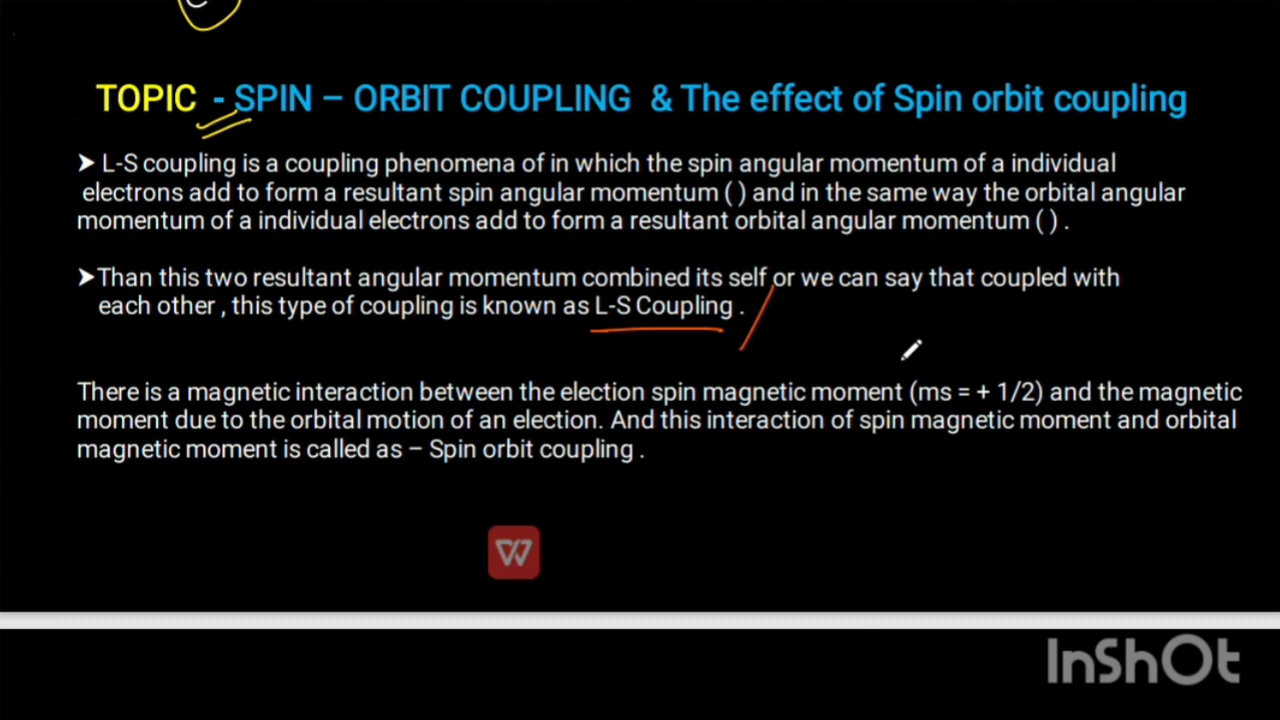 TOPIC - SPIN – ORBIT COUPLING & The effect of Spin orbit coupling
➤ L-S coupling is a coupling phenomena of in which the spin angular momentum of a individual
electrons add to form a resultant spin angular momentum ( ) and in the same way the orbital angular
momentum of a individual electrons add to form a resultant orbital angular momentum ( ) .
➤Than this two resultant angular momentum combined its self or we can say that coupled with
each other , this type of coupling is known as L-S Coupling .
There is a magnetic interaction between the election spin magnetic moment (ms = + 1/2) and the magnetic
moment due to the orbital motion of an election. And this interaction of spin magnetic moment and orbital
magnetic moment is called as – Spin orbit coupling .
W
InShOt